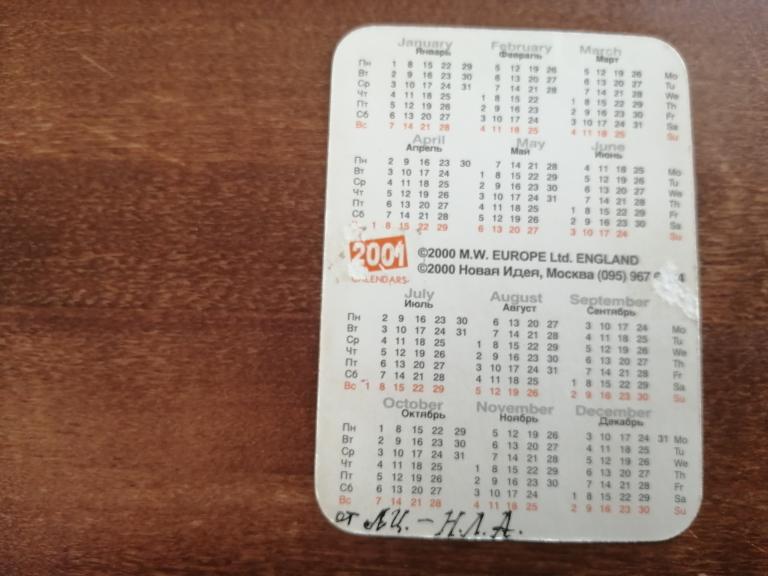 January February March
Январь Февраль Март
Пн 1 8 15 22 29 5 12 19 26 5 12 19 26 Mo
Вт 2 9 16 23 30 6 13 20 27 6 13 20 27 Tu
Ср 3 10 17 24 31 7 14 21 28 7 14 21 28 We
Чт 4 11 18 25 1 8 15 22 1 8 15 22 29 Th
Пт 5 12 19 26 2 9 16 23 2 9 16 23 30 Fr
Сб 6 13 20 27 3 10 17 24 3 10 17 24 31 Sa
Вс 7 14 21 28 4 11 18 25 4 11 18 25 Su
April May June
Апрель Май Июнь
Пн 2 9 16 23 30 7 14 21 28 4 11 18 25 Mo
Вт 3 10 17 24 1 8 15 22 29 5 12 19 26 Tu
Ср 4 11 18 25 2 9 16 23 30 6 13 20 27 We
Чт 5 12 19 26 3 10 17 24 31 7 14 21 28 Th
Пт 6 13 20 27 4 11 18 25 1 8 15 22 29 Fr
Сб 7 14 21 28 5 12 19 26 2 9 16 23 30 Sa
1 8 15 22 29 6 13 20 27 3 10 17 24 Su
2001 ©2000 M.W. EUROPE Ltd. ENGLAND
CALENDARS ©2000 Новая Идея, Москва (095) 967
July August September
Июль Август Сентябрь
Пн 2 9 16 23 30 6 13 20 27 3 10 17 24 Mo
Вт 3 10 17 24 31 7 14 21 28 4 11 18 25 Tu
Ср 4 11 18 25 1 8 15 22 29 5 12 19 26 We
Чт 5 12 19 26 2 9 16 23 30 6 13 20 27 Th
Пт 6 13 20 27 3 10 17 24 31 7 14 21 28 Fr
Сб 7 14 21 28 4 11 18 25 1 8 15 22 29 Sa
Вс 1 8 15 22 29 5 12 19 26 2 9 16 23 30 Su
October November December
Октябрь Ноябрь Декабрь
Пн 1 8 15 22 29 5 12 19 26 3 10 17 24 31 Mo
Вт 2 9 16 23 30 6 13 20 27 4 11 18 25 Tu
Ср 3 10 17 24 31 7 14 21 28 5 12 19 26 We
Чт 4 11 18 25 1 8 15 22 29 6 13 20 27 Th
Пт 5 12 19 26 2 9 16 23 30 7 14 21 28 Fr
Сб 6 13 20 27 3 10 17 24 1 8 15 22 29 Sa
Вс 7 14 21 28 4 11 18 25 2 9 16 23 30 Su
от Л.Ц. – Н.Л.А.